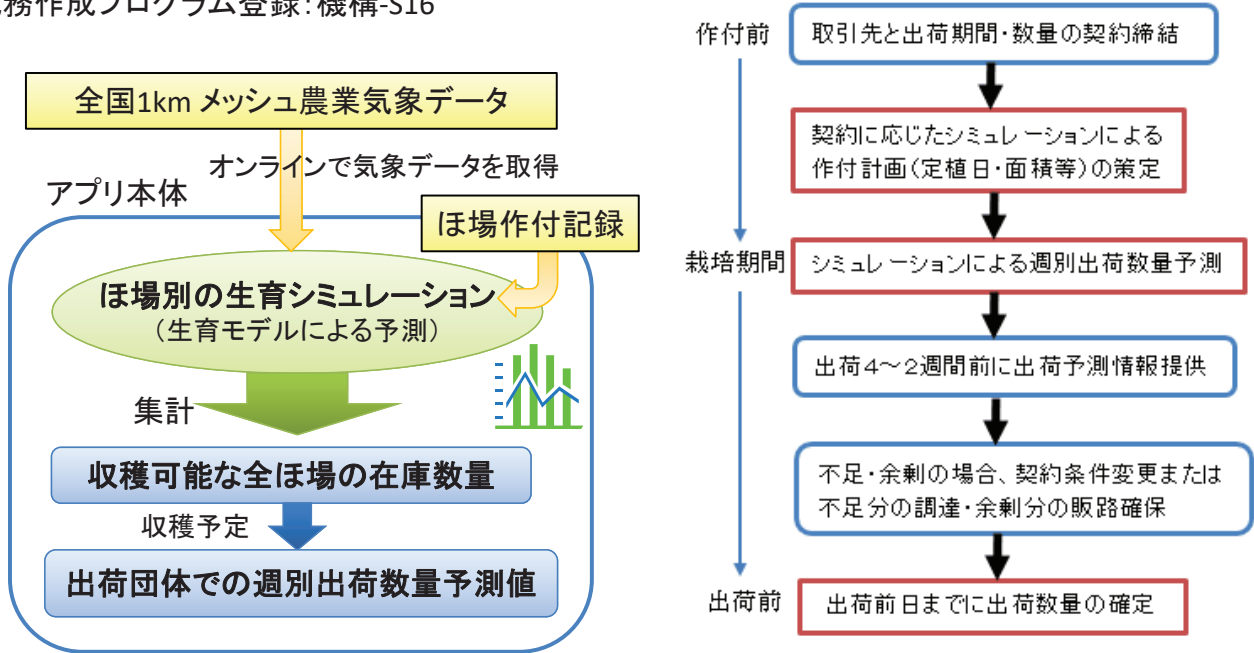 務作成プログラム登録：機構-S16
全国1km メッシュ農業気象データ
オンラインで気象データを取得
アプリ本体
ほ場作付記録
ほ場別の生育シミュレーション
（生育モデルによる予測）
集計
収穫可能な全ほ場の在庫数量
収穫予定
出荷団体での週別出荷数量予測値
作付前
取引先と出荷期間・数量の契約締結
契約に応じたシミュレーションによる
作付計画（定植日・面積等）の策定
栽培期間
シミュレーションによる週別出荷数量予測
出荷４～２週間前に出荷予測情報提供
不足・余剰の場合、契約条件変更または
不足分の調達・余剰分の販路確保
出荷前
出荷前日までに出荷数量の確定